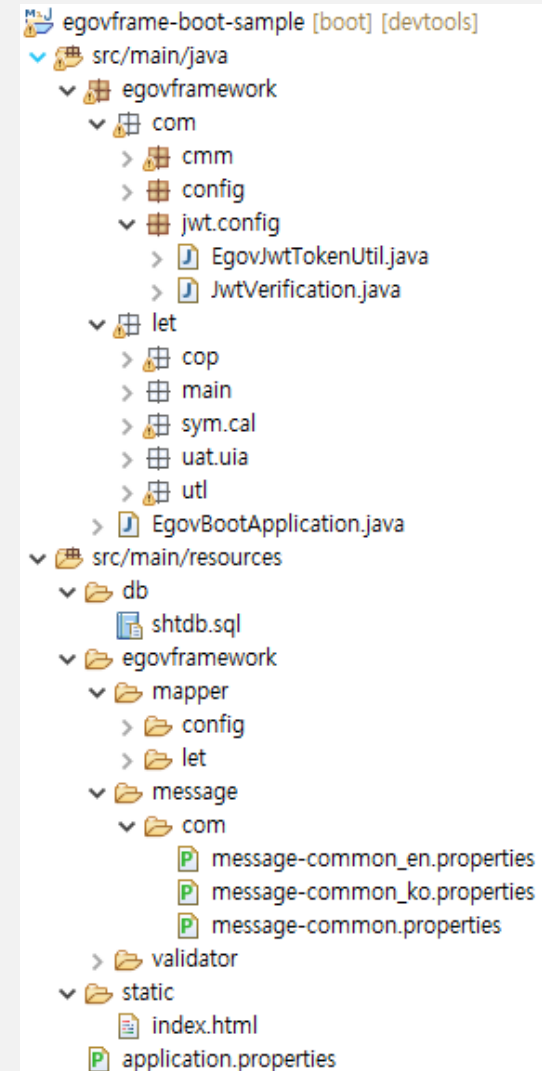 egovframe-boot-sample [boot] [devtools]
src/main/java
egovframework
com
cmm
config
jwt.config
EgovJwtTokenUtil.java
JwtVerification.java
let
cop
main
sym.cal
uat.uia
utl
EgovBootApplication.java
src/main/resources
db
shtdb.sql
egovframework
mapper
config
let
message
com
message-common_en.properties
message-common_ko.properties
message-common.properties
validator
static
index.html
application.properties